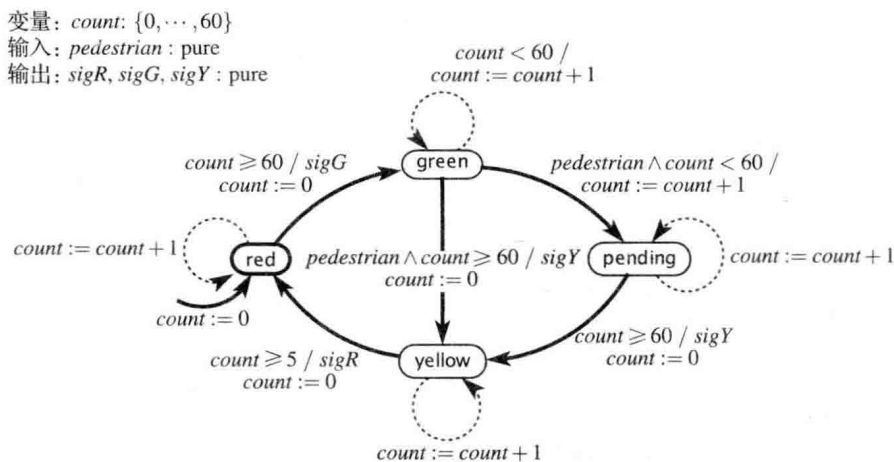 变量: count: {0, ⋯ , 60}
输入: pedestrian : pure
输出: sigR, sigG, sigY : pure
count < 60 /
count := count + 1
green
count ⩾ 60 / sigG
count := 0
pedestrian ∧ count < 60 /
count := count + 1
count := count + 1
red
pedestrian ∧ count ⩾ 60 / sigY
count := 0
pending
count := count + 1
count := 0
count ⩾ 5 / sigR
count := 0
yellow
count ⩾ 60 / sigY
count := 0
count := count + 1